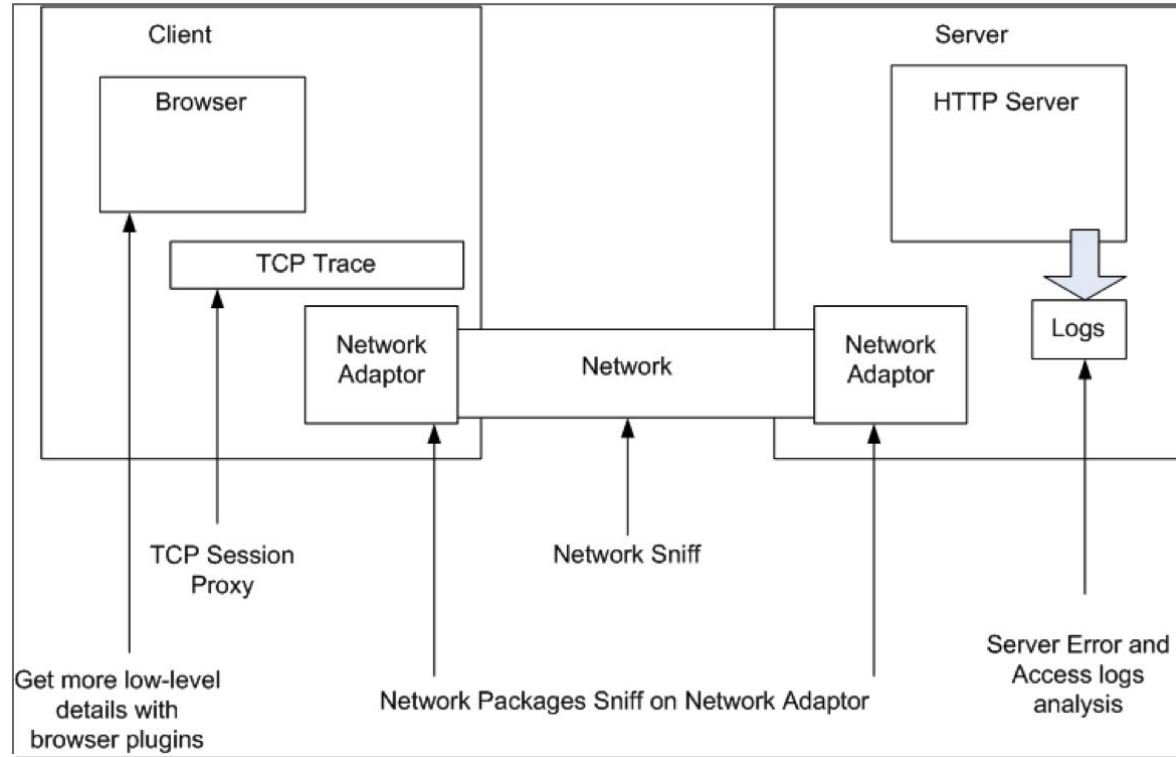 Client
Server
Browser
HTTP Server
TCP Trace
Network
Adaptor
Network
Network
Adaptor
Logs
TCP Session
Proxy
Network Sniff
Get more low-level
details with
browser plugins
Network Packages Sniff on Network Adaptor
Server Error and
Access logs
analysis